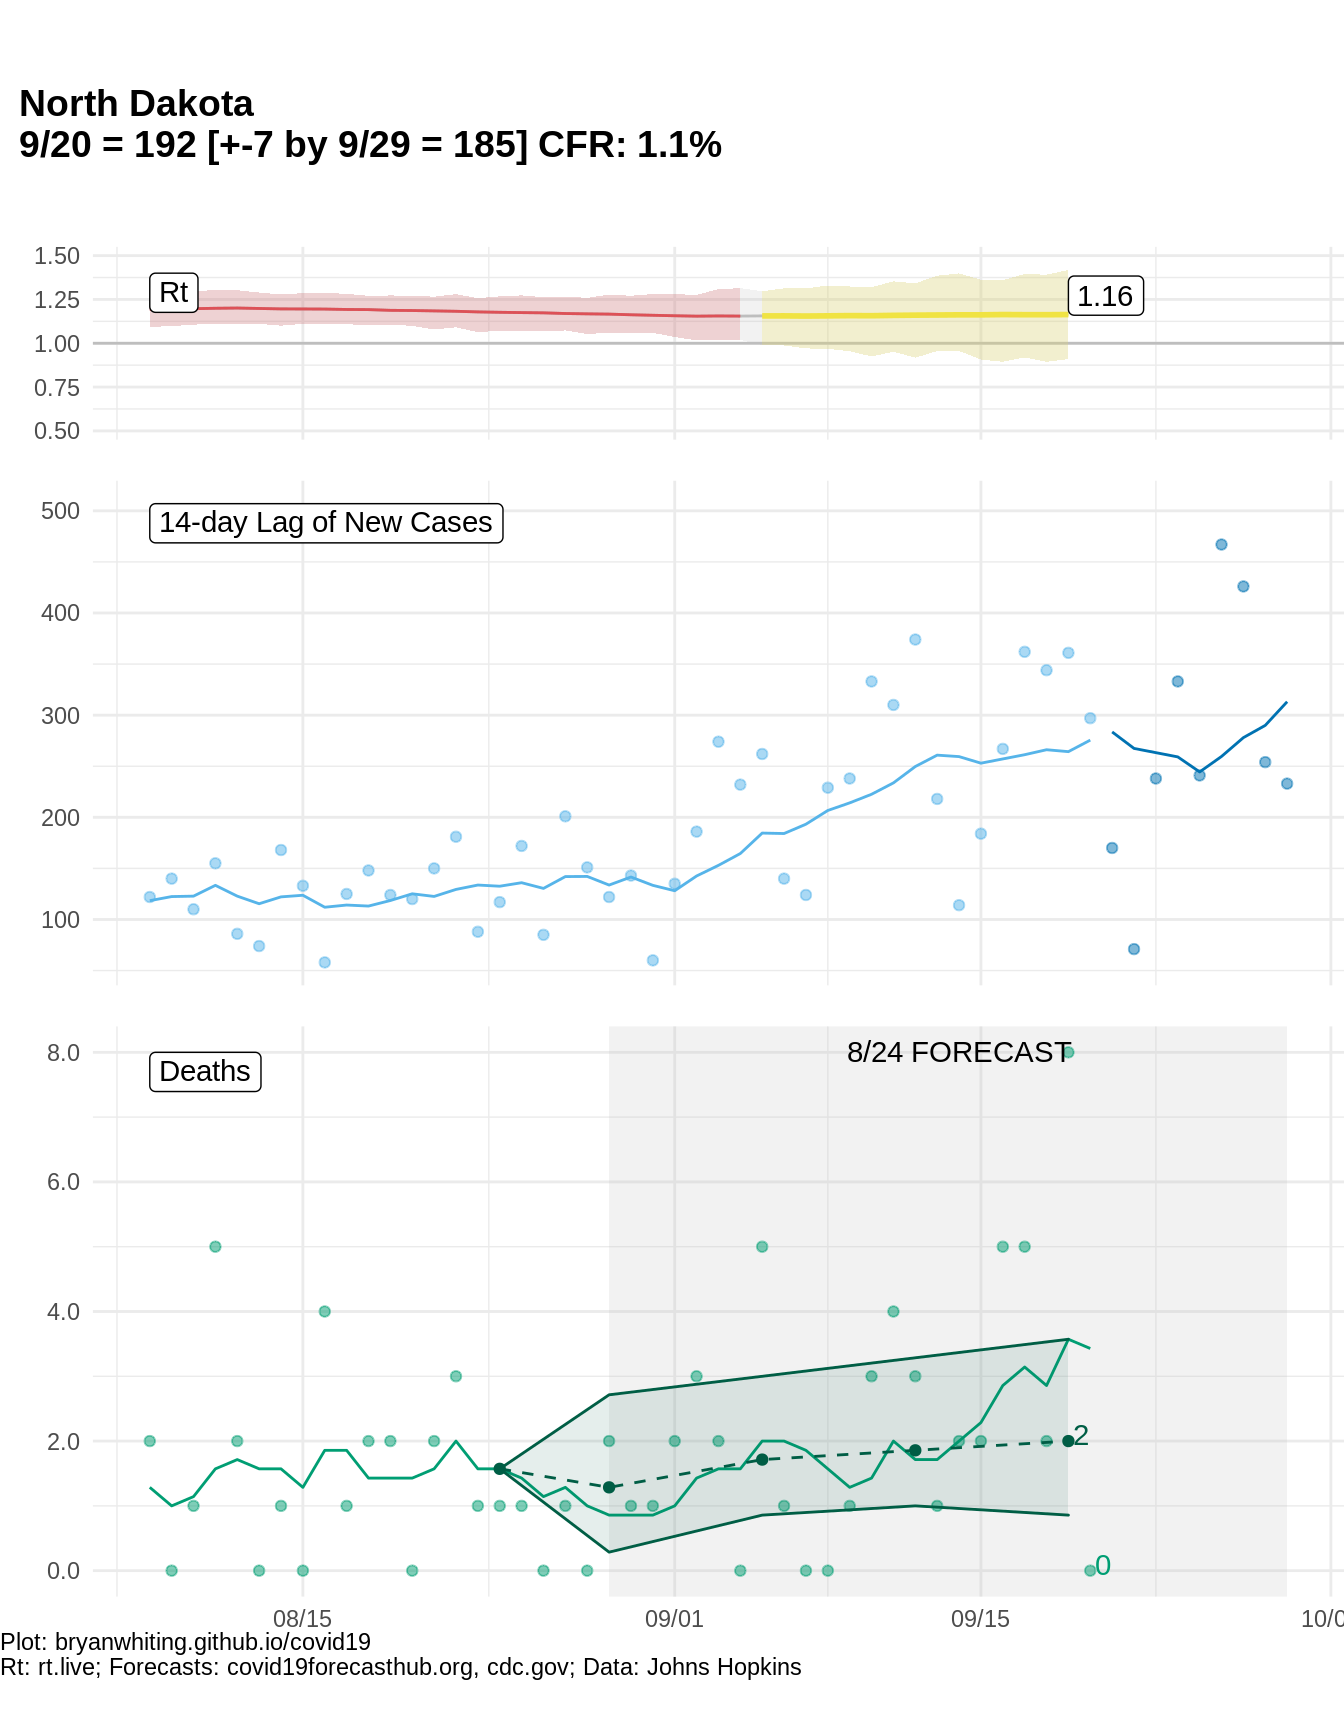 North Dakota
9/20 = 192 [+-7 by 9/29 = 185] CFR: 1.1%
1.50
1.25
1.00
0.75
0.50
Rt
1.16
500
400
300
200
100
14-day Lag of New Cases
8.0
6.0
4.0
2.0
0.0
Deaths
8/24 FORECAST
2
0
08/15
09/01
09/15
10/0
Plot: bryanwhiting.github.io/covid19
Rt: rt.live; Forecasts: covid19forecasthub.org, cdc.gov; Data: Johns Hopkins